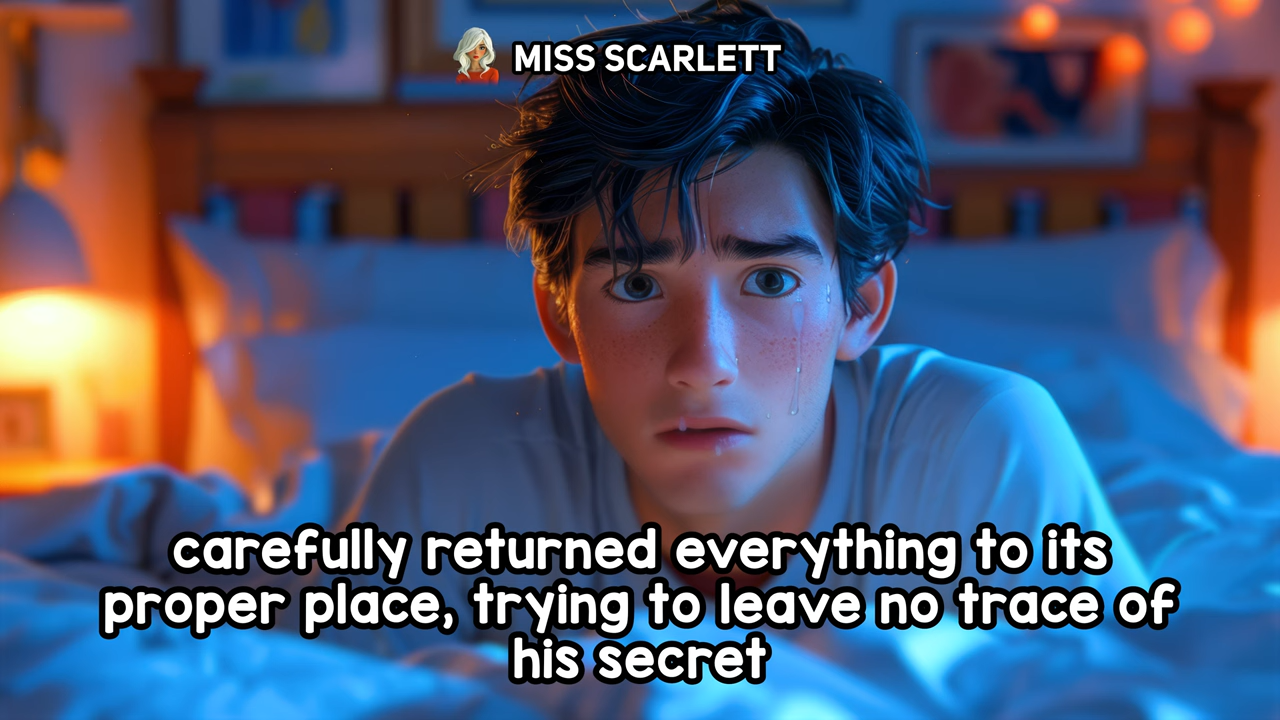 MISS SCARLETT
carefully returned everything to its
proper place, trying to leave no trace of
his secret